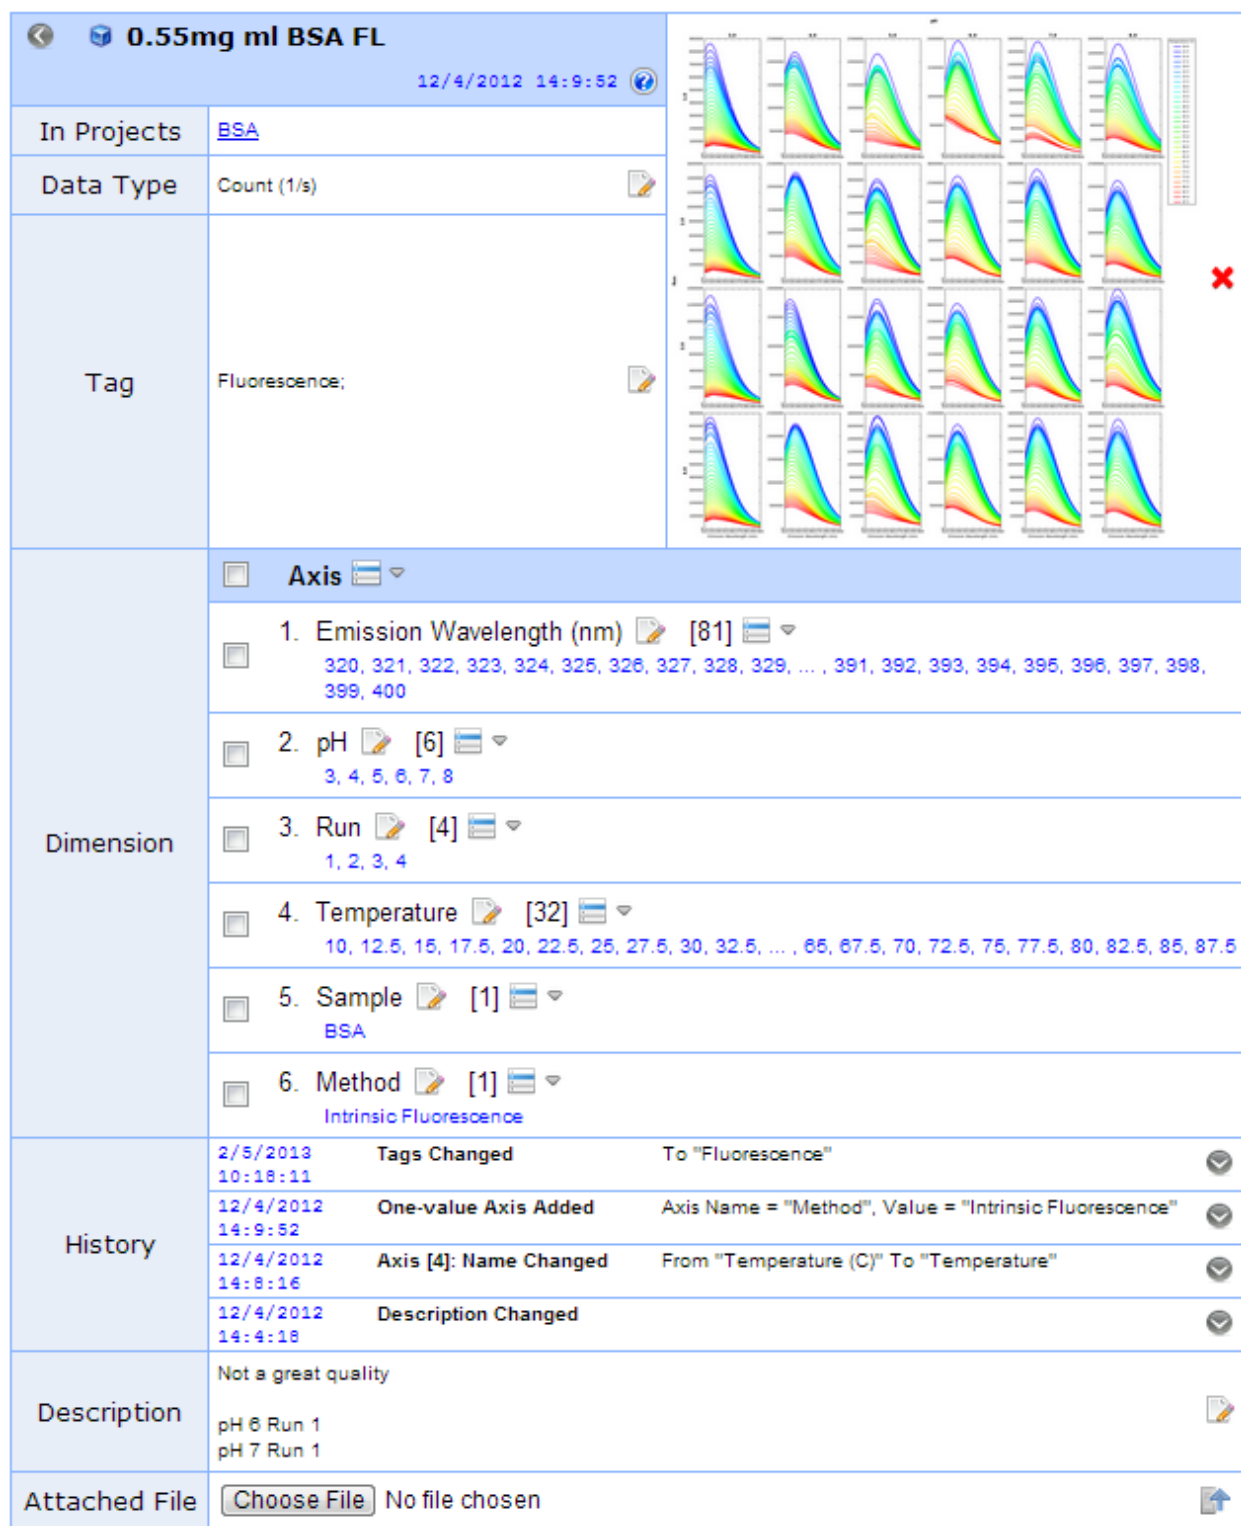 0.55mg ml BSA FL
12/4/2012 14:9:52
In Projects
BSA
Data Type
Count (1/s)
Tag
Fluorescence;
Dimension
Axis
1. Emission Wavelength (nm) [81]
320, 321, 322, 323, 324, 325, 326, 327, 328, 329, ... , 391, 392, 393, 394, 395, 396, 397, 398,
399, 400
2. pH [6]
3, 4, 5, 6, 7, 8
3. Run [4]
1, 2, 3, 4
4. Temperature [32]
10, 12.5, 15, 17.5, 20, 22.5, 25, 27.5, 30, 32.5, ... , 65, 67.5, 70, 72.5, 75, 77.5, 80, 82.5, 85, 87.5
5. Sample [1]
BSA
6. Method [1]
Intrinsic Fluorescence
History
2/5/2013 Tags Changed To "Fluorescence"
10:18:11
12/4/2012 One-value Axis Added Axis Name = "Method", Value = "Intrinsic Fluorescence"
14:9:52
12/4/2012 Axis [4]: Name Changed From "Temperature (C)" To "Temperature"
14:8:16
12/4/2012 Description Changed
14:4:18
Description
Not a great quality
pH 6 Run 1
pH 7 Run 1
Attached File
Choose File No file chosen